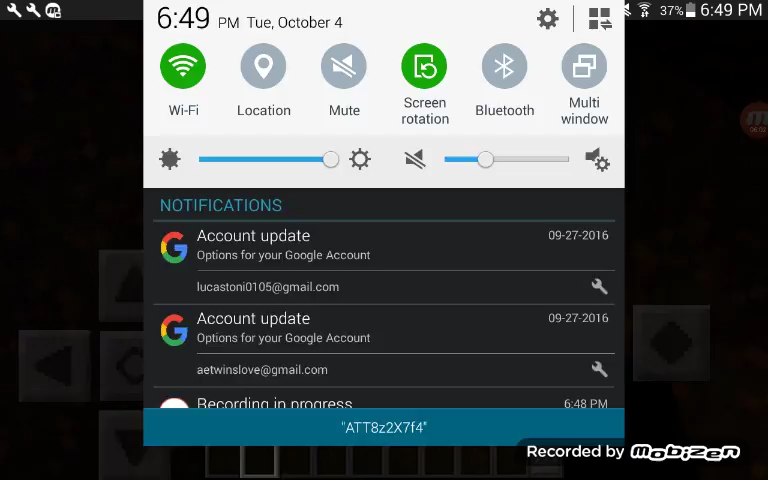 6:49 PM Tue, October 4
37% 6:49 PM
Wi-Fi
Location
Mute
Screen
rotation
Bluetooth
Multi
window
NOTIFICATIONS
Account update 09-27-2016
Options for your Google Account
lucastoni0105@gmail.com
Account update 09-27-2016
Options for your Google Account
aetwinslove@gmail.com
Recording in progress 6:48 PM
"ATT8z2X7f4"
Recorded by Mobizen